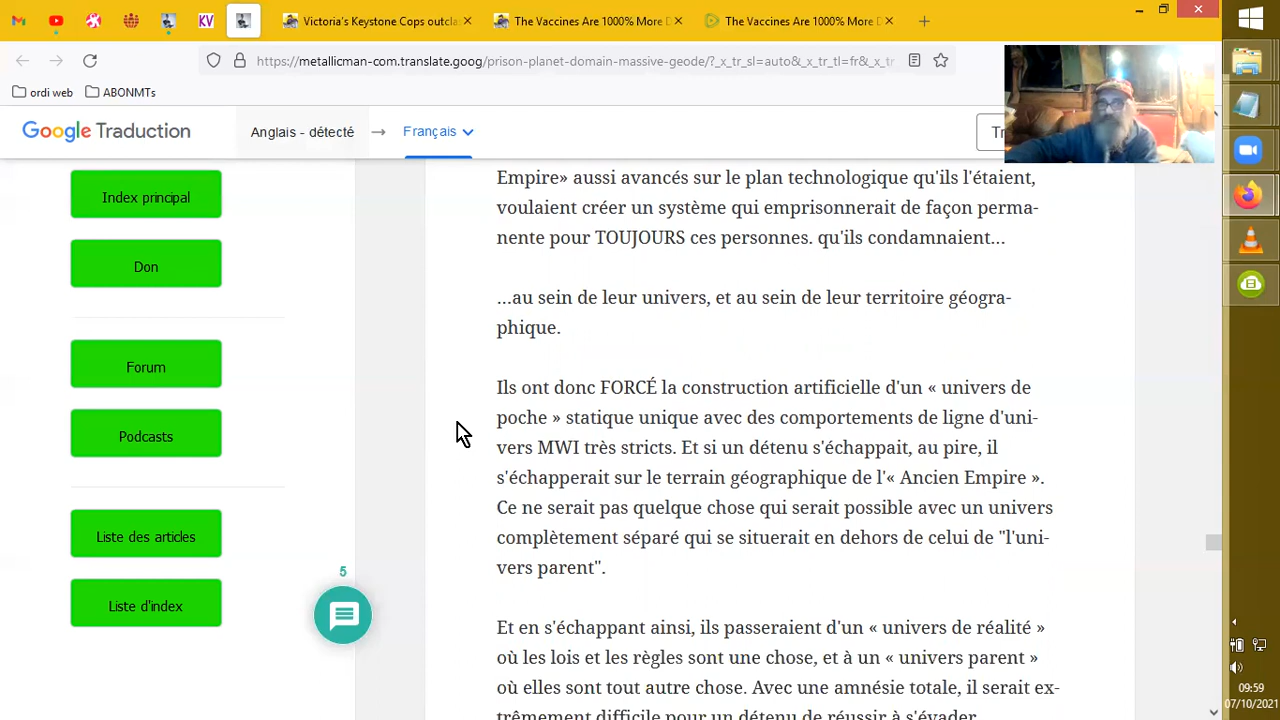 Victoria's Keystone Cops outcla
The Vaccines Are 1000% More D
The Vaccines Are 1000% More D
KV
https://metallicman-com.translate.goog/prison-planet-domain-massive-geode/?_x_tr_sl=auto&_x_tr_tl=fr&_x_tr
ordi web
ABONMTs
Google Traduction
Anglais - détecté
Français
Index principal
Don
Forum
Podcasts
Liste des articles
Liste d'index
5
Empire» aussi avancés sur le plan technologique qu'ils l'étaient,
voulaient créer un système qui emprisonnerait de façon perma-
nente pour TOUJOURS ces personnes. qu'ils condamnaient...
...au sein de leur univers, et au sein de leur territoire géogra-
phique.
Ils ont donc FORCÉ la construction artificielle d'un « univers de
poche » statique unique avec des comportements de ligne d'uni-
vers MWI très stricts. Et si un détenu s'échappait, au pire, il
s'échapperait sur le terrain géographique de l'« Ancien Empire ».
Ce ne serait pas quelque chose qui serait possible avec un univers
complètement séparé qui se situerait en dehors de celui de "l'uni-
vers parent".
Et en s'échappant ainsi, ils passeraient d'un « univers de réalité »
où les lois et les règles sont une chose, et à un « univers parent »
où elles sont tout autre chose. Avec une amnésie totale, il serait ex-
trêmement difficile pour un détenu de réussir à s'évader
09:59
07/10/2021